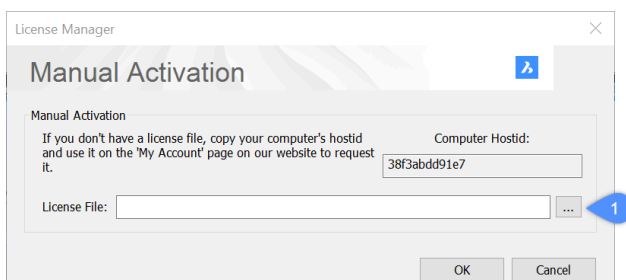 License Manager
Manual Activation
Manual Activation
If you don't have a license file, copy your computer's hostid
and use it on the 'My Account' page on our website to request
it.
Computer Hostid:
38f3abdd91e7
License File:
...
1
OK
Cancel